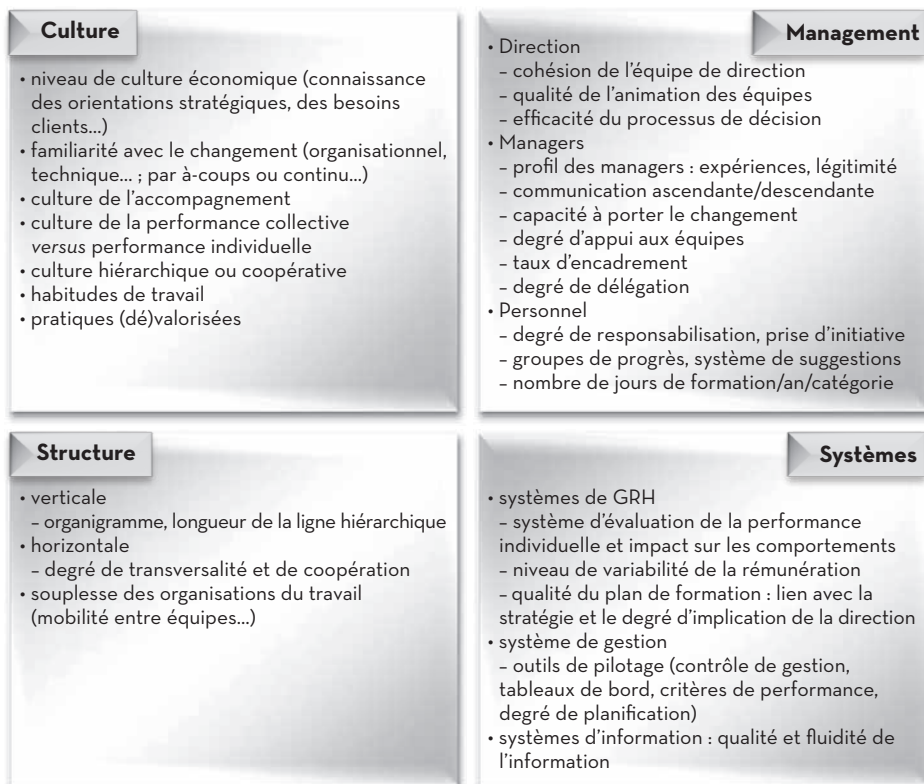 Culture
• niveau de culture économique (connaissance
des orientations stratégiques, des besoins
clients...)
• familiarité avec le changement (organisationnel,
technique... ; par à-coups ou continu...)
• culture de l'accompagnement
• culture de la performance collective
versus performance individuelle
• culture hiérarchique ou coopérative
• habitudes de travail
• pratiques (dé)valorisées
Management
• Direction
– cohésion de l'équipe de direction
– qualité de l'animation des équipes
– efficacité du processus de décision
• Managers
– profil des managers : expériences, légitimité
– communication ascendante/descendante
– capacité à porter le changement
– degré d'appui aux équipes
– taux d'encadrement
– degré de délégation
• Personnel
– degré de responsabilisation, prise d'initiative
– groupes de progrès, système de suggestions
– nombre de jours de formation/an/catégorie
Structure
• verticale
– organigramme, longueur de la ligne hiérarchique
• horizontale
– degré de transversalité et de coopération
• souplesse des organisations du travail
(mobilité entre équipes...)
Systèmes
• systèmes de GRH
– système d'évaluation de la performance
individuelle et impact sur les comportements
– niveau de variabilité de la rémunération
– qualité du plan de formation : lien avec la
stratégie et le degré d'implication de la direction
• système de gestion
– outils de pilotage (contrôle de gestion,
tableaux de bord, critères de performance,
degré de planification)
• systèmes d'information : qualité et fluidité de
l'information